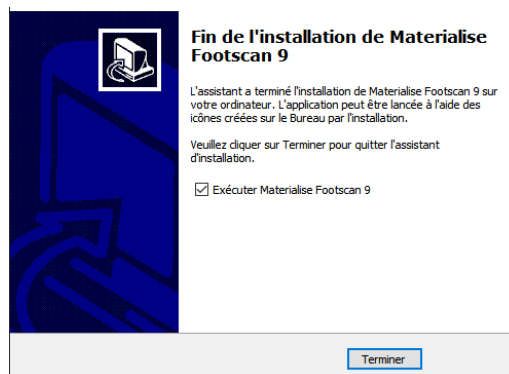 Fin de l'installation de Materialise
Footscan 9
L'assistant a terminé l'installation de Materialise Footscan 9 sur
votre ordinateur. L'application peut être lancée à l'aide des
icônes créées sur le Bureau par l'installation.
Veuillez cliquer sur Terminer pour quitter l'assistant
d'installation.
Exécuter Materialise Footscan 9
Terminer